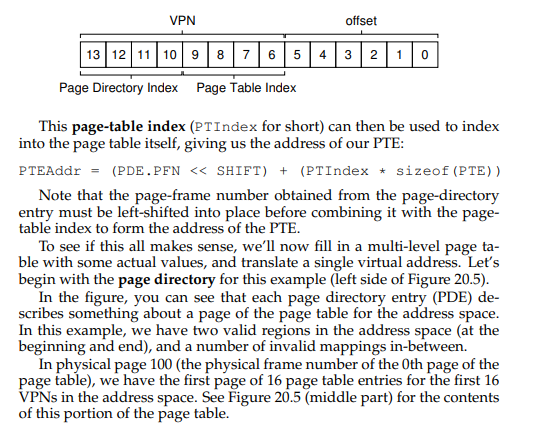 VPN offset
13 12 11 10 9 8 7 6 5 4 3 2 1 0
Page Directory Index Page Table Index
This page-table index (PTIndex for short) can then be used to index
into the page table itself, giving us the address of our PTE:
PTEAddr = (PDE.PFN << SHIFT) + (PTIndex * sizeof(PTE))
Note that the page-frame number obtained from the page-directory
entry must be left-shifted into place before combining it with the page-
table index to form the address of the PTE.
To see if this all makes sense, we'll now fill in a multi-level page ta-
ble with some actual values, and translate a single virtual address. Let's
begin with the page directory for this example (left side of Figure 20.5).
In the figure, you can see that each page directory entry (PDE) de-
scribes something about a page of the page table for the address space.
In this example, we have two valid regions in the address space (at the
beginning and end), and a number of invalid mappings in-between.
In physical page 100 (the physical frame number of the 0th page of the
page table), we have the first page of 16 page table entries for the first 16
VPNs in the address space. See Figure 20.5 (middle part) for the contents
of this portion of the page table.